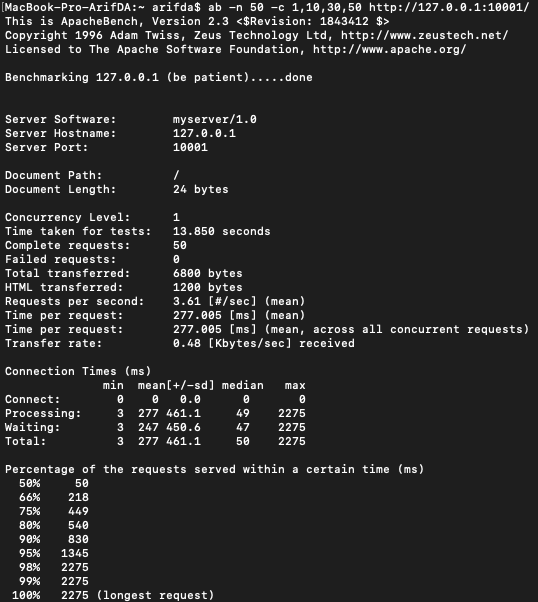 [MacBook-Pro-ArifDA:~ arifda$ ab -n 50 -c 1,10,30,50 http://127.0.0.1:10001/
This is ApacheBench, Version 2.3 <$Revision: 1843412 $>
Copyright 1996 Adam Twiss, Zeus Technology Ltd, http://www.zeustech.net/
Licensed to The Apache Software Foundation, http://www.apache.org/

Benchmarking 127.0.0.1 (be patient).....done


Server Software:        myserver/1.0
Server Hostname:        127.0.0.1
Server Port:            10001

Document Path:          /
Document Length:        24 bytes

Concurrency Level:      1
Time taken for tests:   13.850 seconds
Complete requests:      50
Failed requests:        0
Total transferred:      6800 bytes
HTML transferred:       1200 bytes
Requests per second:    3.61 [#/sec] (mean)
Time per request:       277.005 [ms] (mean)
Time per request:       277.005 [ms] (mean, across all concurrent requests)
Transfer rate:          0.48 [Kbytes/sec] received

Connection Times (ms)
              min  mean[+/-sd] median   max
Connect:        0    0   0.0      0       0
Processing:     3  277 461.1     49    2275
Waiting:        3  247 450.6     47    2275
Total:          3  277 461.1     50    2275

Percentage of the requests served within a certain time (ms)
  50%     50
  66%    218
  75%    449
  80%    540
  90%    830
  95%   1345
  98%   2275
  99%   2275
 100%   2275 (longest request)